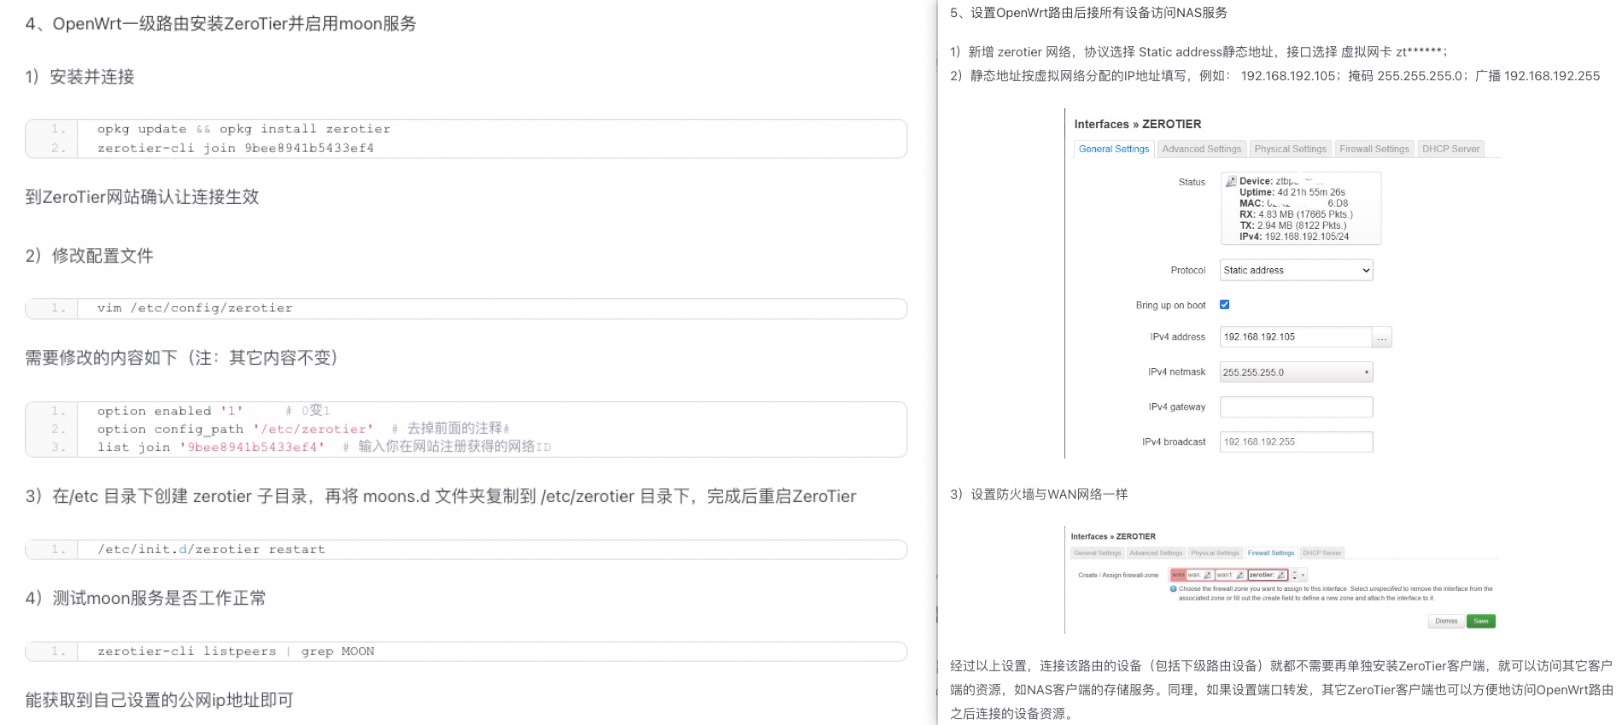 4、OpenWrt一级路由安装ZeroTier并启用moon服务
1）安装并连接
1. opkg update && opkg install zerotier
2. zerotier-cli join 9bee8941b5433ef4
到ZeroTier网站确认让连接生效
2）修改配置文件
1. vim /etc/config/zerotier
需要修改的内容如下（注：其它内容不变）
1. option enabled '1' # 0变1
2. option config_path '/etc/zerotier' # 去掉前面的注释#
3. list join '9bee8941b5433ef4' # 输入你在网站注册获得的网络ID
3）在/etc 目录下创建 zerotier 子目录，再将 moons.d 文件夹复制到 /etc/zerotier 目录下，完成后重启ZeroTier
1. /etc/init.d/zerotier restart
4）测试moon服务是否工作正常
1. zerotier-cli listpeers | grep MOON
能获取到自己设置的公网ip地址即可
5、设置OpenWrt路由后接所有设备访问NAS服务
1）新增 zerotier 网络，协议选择 Static address静态地址，接口选择 虚拟网卡 zt******；
2）静态地址按虚拟网络分配的IP地址填写，例如： 192.168.192.105；掩码 255.255.255.0；广播 192.168.192.255
Interfaces » ZEROTIER
General Settings Advanced Settings Physical Settings Firewall Settings DHCP Server
Status
Device: ztbp
Uptime: 4d 21h 55m 26s
MAC: 6:D8
RX: 4.83 MB (17665 Pkts.)
TX: 2.94 MB (8122 Pkts.)
IPv4: 192.168.192.105/24
Protocol Static address
Bring up on boot
IPv4 address 192.168.192.105 ...
IPv4 netmask 255.255.255.0
IPv4 gateway
IPv4 broadcast 192.168.192.255
3）设置防火墙与WAN网络一样
Interfaces » ZEROTIER
General Settings Advanced Settings Physical Settings Firewall Settings DHCP Server
Create / Assign firewall-zone wan wan: wan1: zerotier:
Choose the firewall zone you want to assign to this interface. Select unspecified to remove the interface from the
associated zone or fill out the create field to define a new zone and attach the interface to it.
Dismiss Save
经过以上设置，连接该路由的设备（包括下级路由设备）就都不需要再单独安装ZeroTier客户端，就可以访问其它客户
端的资源，如NAS客户端的存储服务。同理，如果设置端口转发，其它ZeroTier客户端也可以方便地访问OpenWrt路由
之后连接的设备资源。